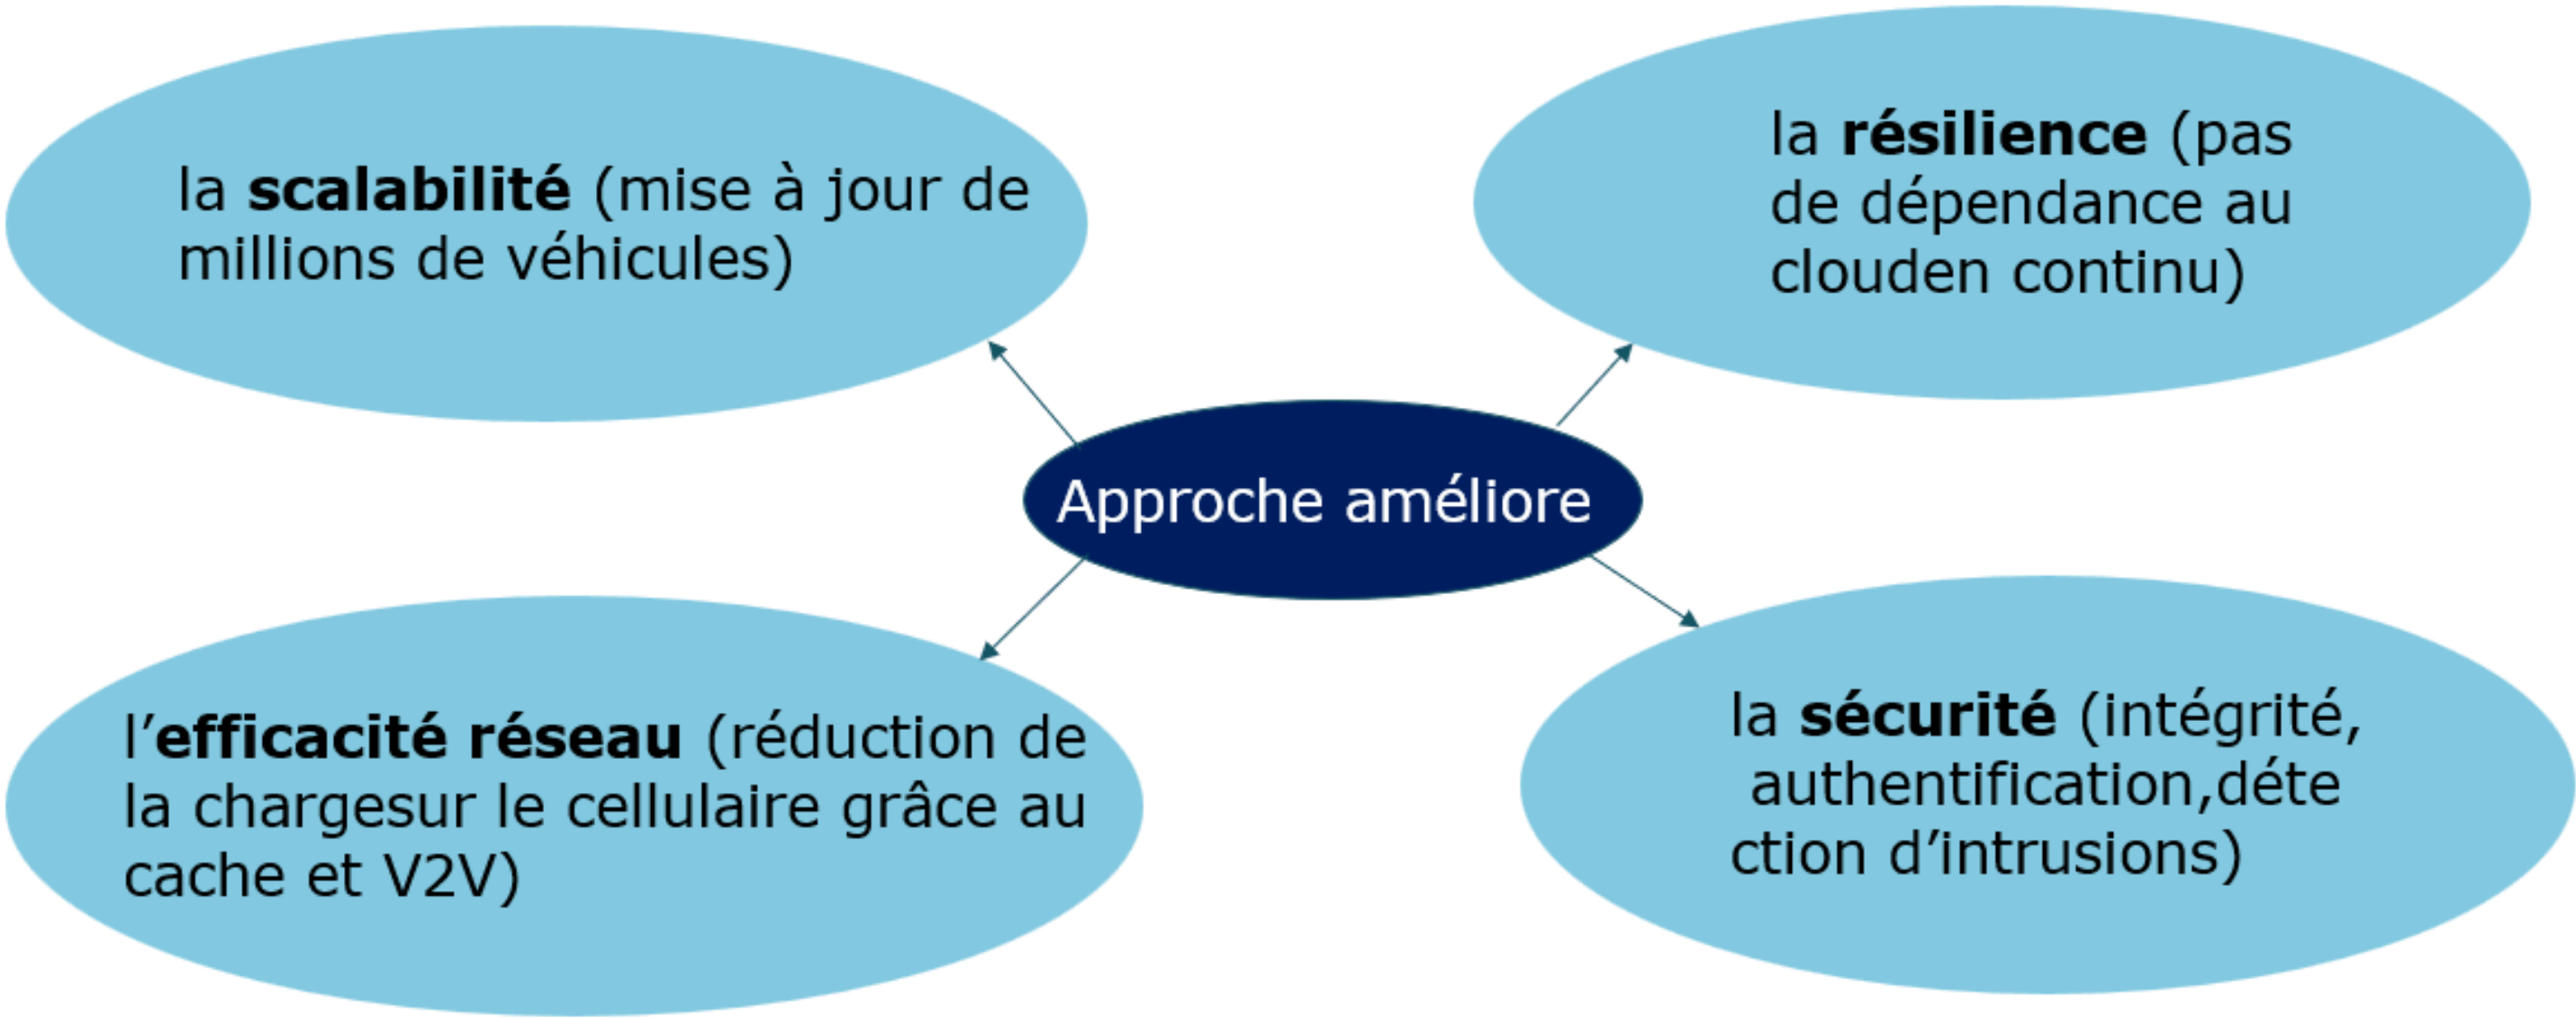 la scalabilité (mise à jour de
millions de véhicules)
la résilience (pas
de dépendance au
clouden continu)
Approche améliore
l’efficacité réseau (réduction de
la chargesur le cellulaire grâce au
cache et V2V)
la sécurité (intégrité,
authentification,déte
ction d’intrusions)